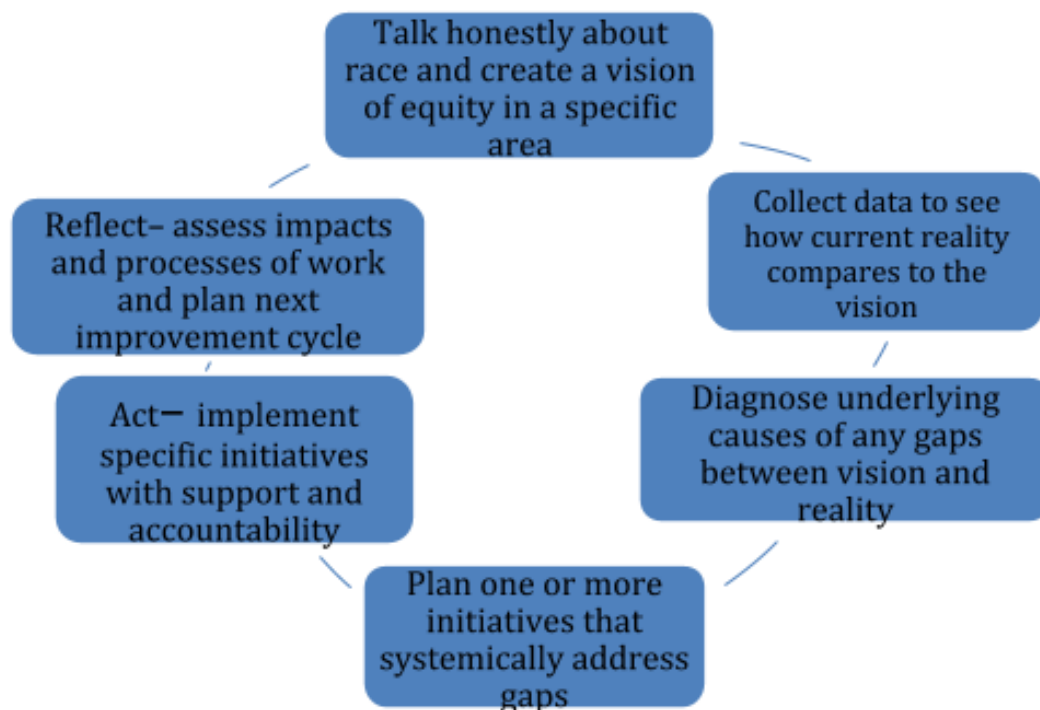 Talk honestly about
race and create a vision
of equity in a specific
area
Collect data to see
how current reality
compares to the
vision
Diagnose underlying
causes of any gaps
between vision and
reality
Plan one or more
initiatives that
systemically address
gaps
Act– implement
specific initiatives
with support and
accountability
Reflect– assess impacts
and processes of work
and plan next
improvement cycle